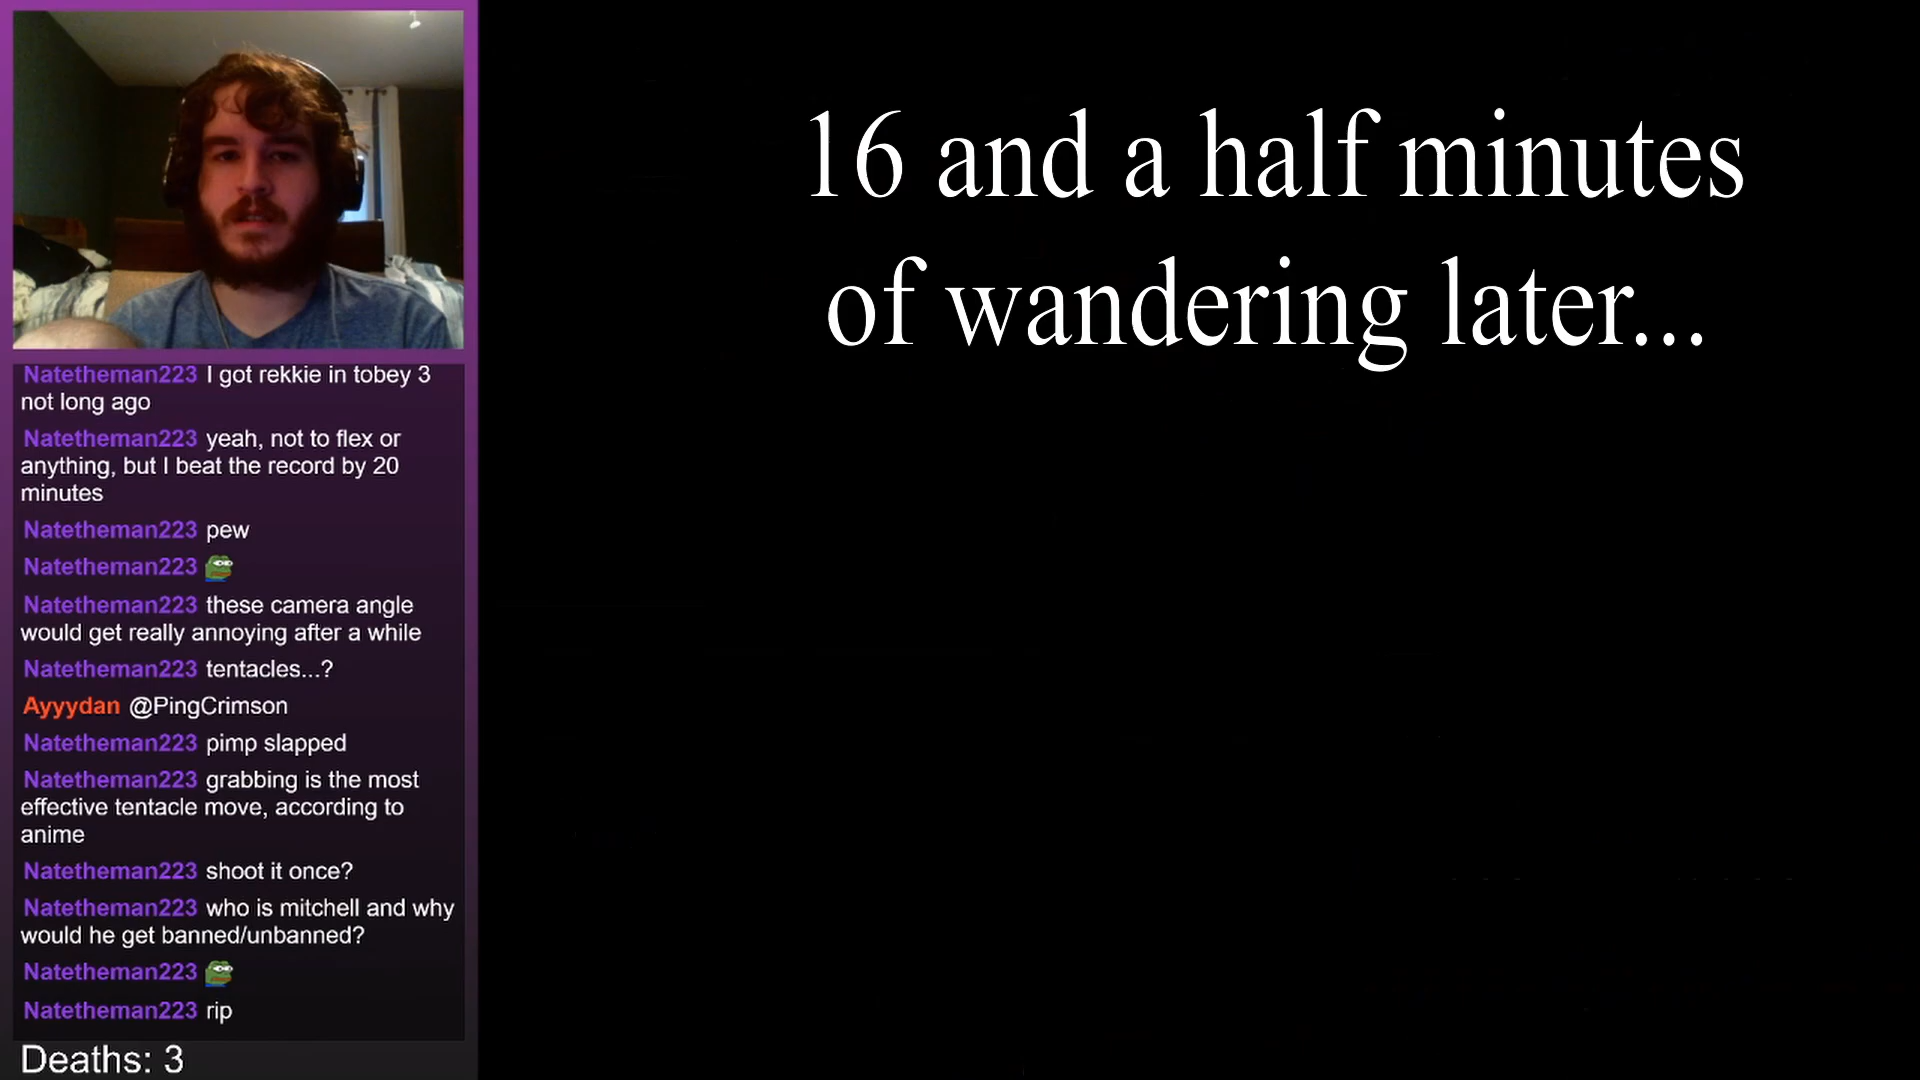 16 and a half minutes
of wandering later...
Natetheman223 I got rekkie in tobey 3
not long ago
Natetheman223 yeah, not to flex or
anything, but I beat the record by 20
minutes
Natetheman223 pew
Natetheman223
Natetheman223 these camera angle
would get really annoying after a while
Natetheman223 tentacles...?
Ayyydan @PingCrimson
Natetheman223 pimp slapped
Natetheman223 grabbing is the most
effective tentacle move, according to
anime
Natetheman223 shoot it once?
Natetheman223 who is mitchell and why
would he get banned/unbanned?
Natetheman223
Natetheman223 rip
Deaths: 3